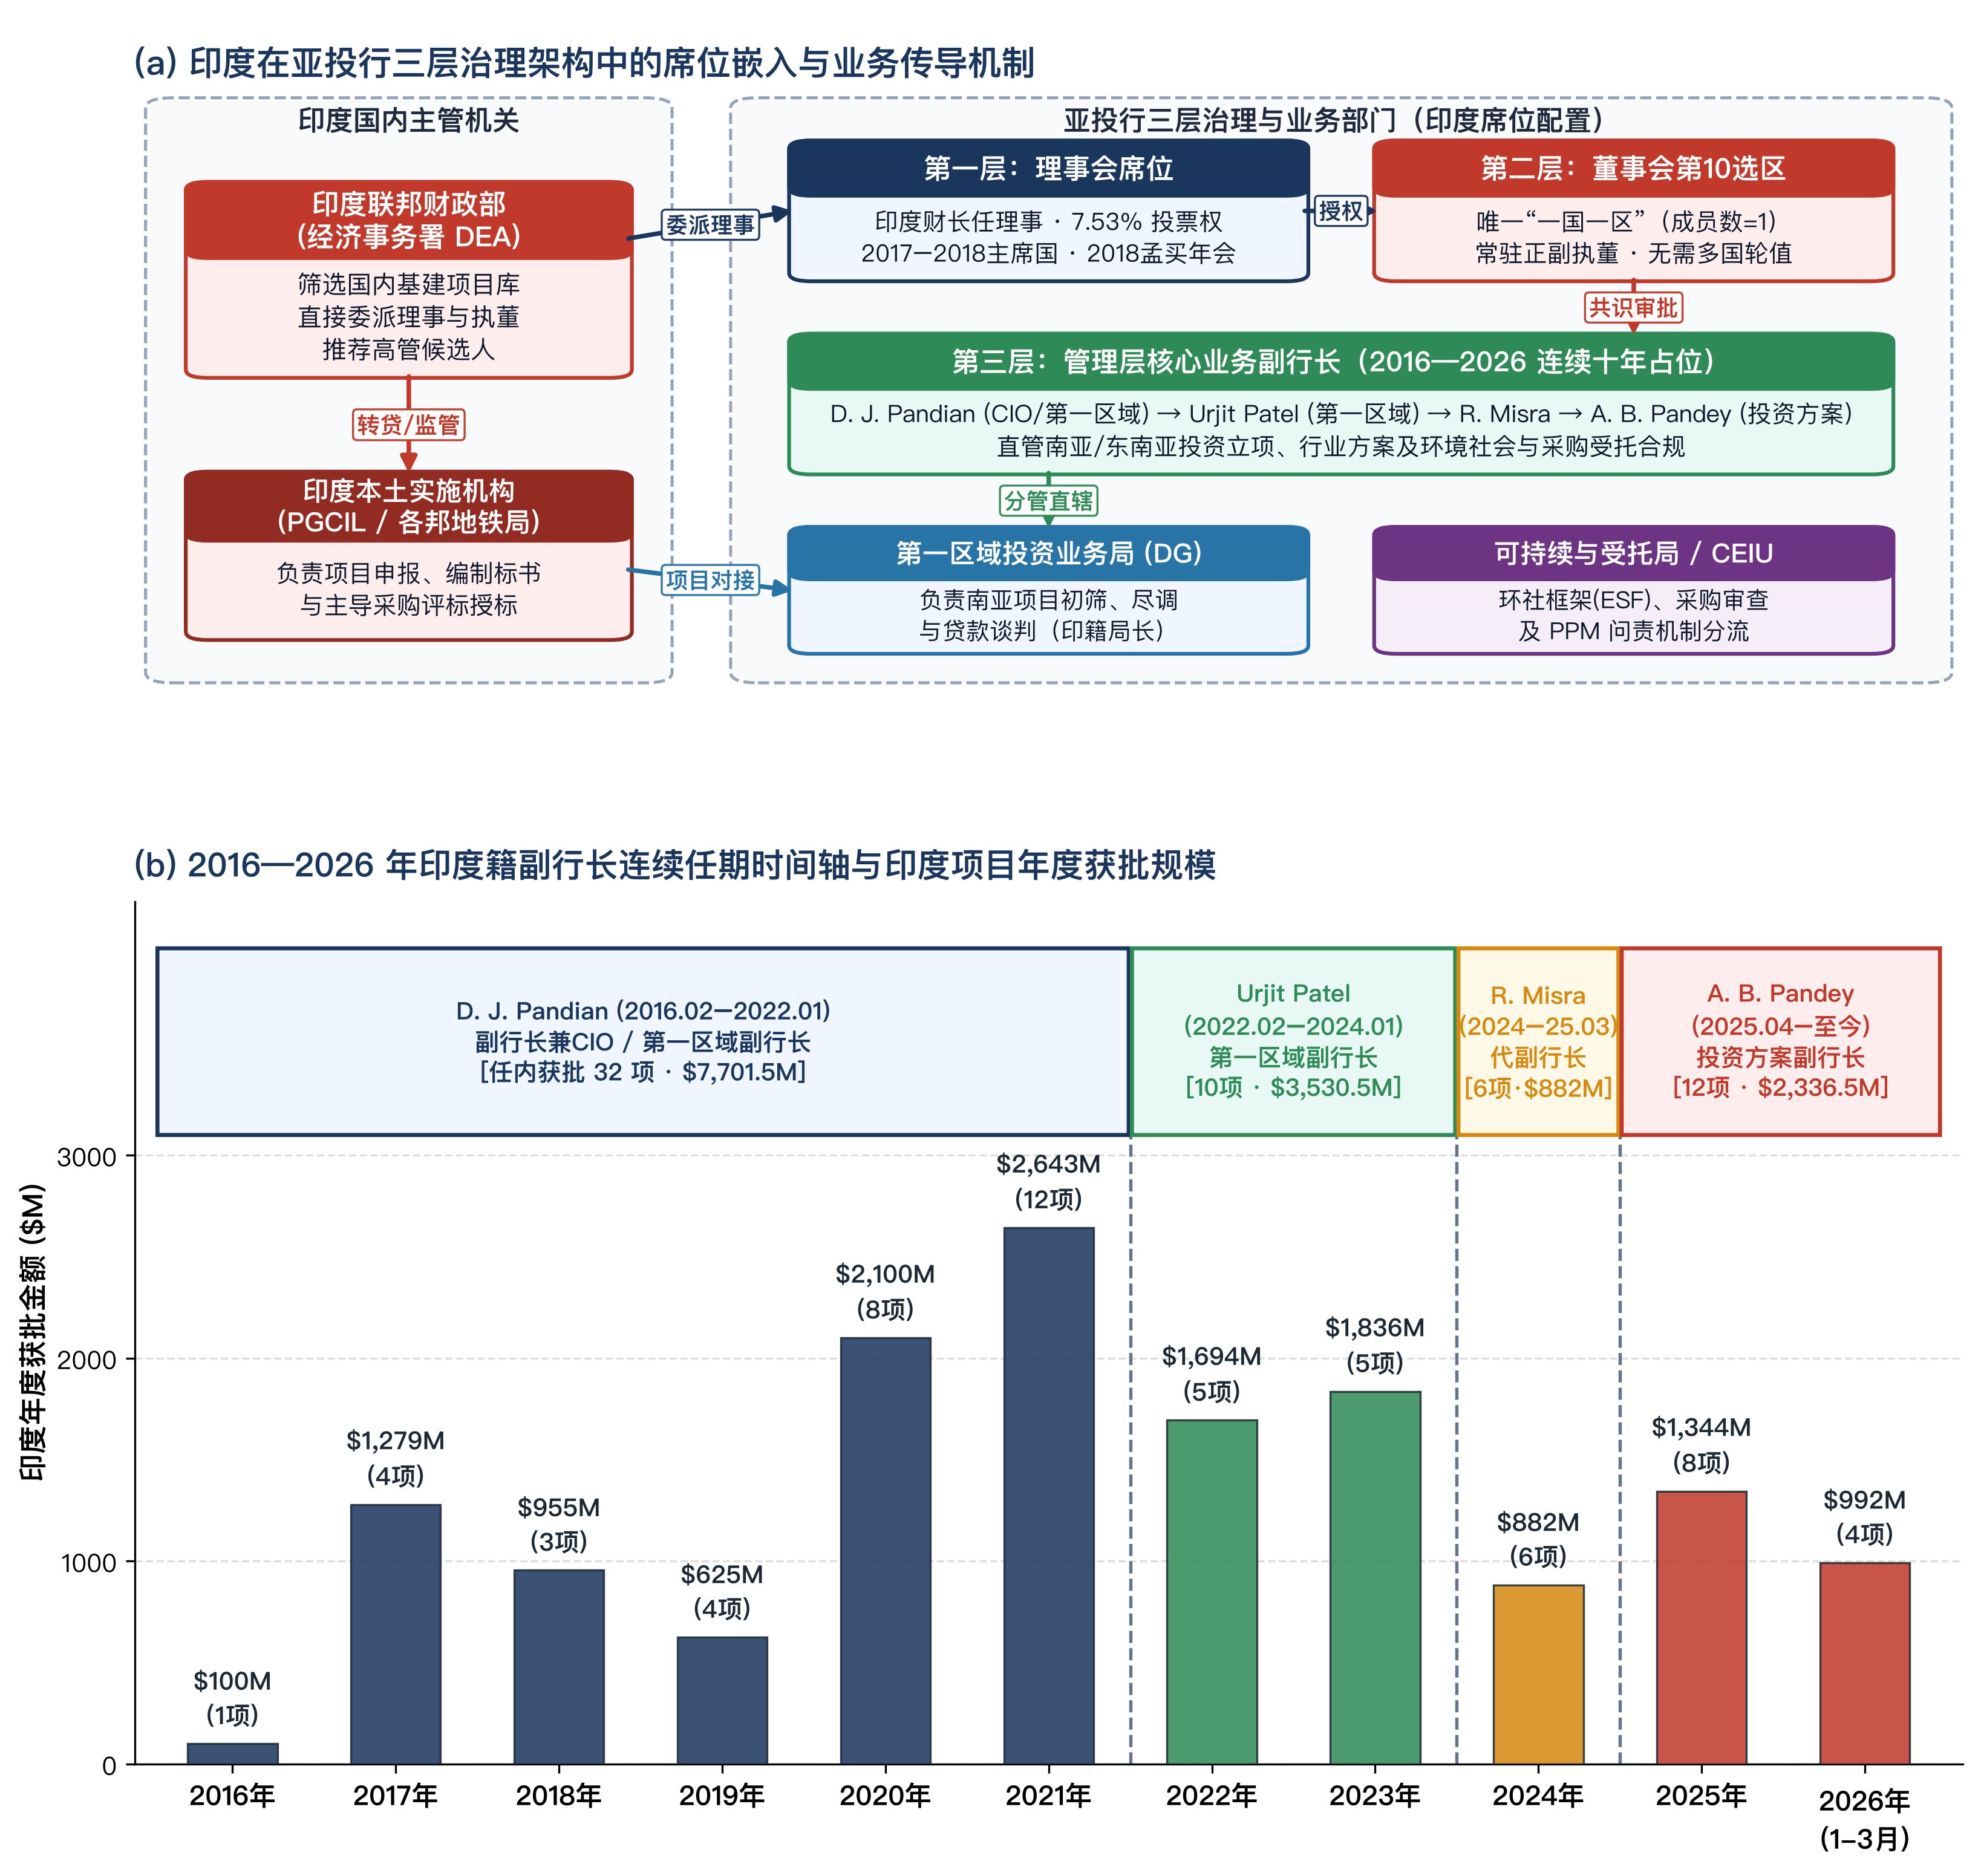 (a) 印度在亚投行三层治理架构中的席位嵌入与业务传导机制
印度国内主管机关
印度联邦财政部
(经济事务署 DEA)
筛选国内基建项目库
直接委派理事与执董
推荐高管候选人
转贷/监管
印度本土实施机构
(PGCIL / 各邦地铁局)
负责项目申报、编制标书
与主导采购评标授标
委派理事
项目对接
亚投行三层治理与业务部门（印度席位配置）
第一层：理事会席位
印度财长任理事 · 7.53% 投票权
2017—2018主席国 · 2018孟买年会
授权
第二层：董事会第10选区
唯一“一国一区”（成员数=1）
常驻正副执董 · 无需多国轮值
共识审批
第三层：管理层核心业务副行长（2016—2026 连续十年占位）
D. J. Pandian (CIO/第一区域) → Urjit Patel (第一区域) → R. Misra → A. B. Pandey (投资方案)
直管南亚/东南亚投资立项、行业方案及环境社会与采购受托合规
分管直辖
第一区域投资业务局 (DG)
负责南亚项目初筛、尽调
与贷款谈判（印籍局长）
可持续与受托局 / CEIU
环社框架(ESF)、采购审查
及 PPM 问责机制分流
(b) 2016—2026 年印度籍副行长连续任期时间轴与印度项目年度获批规模
D. J. Pandian (2016.02—2022.01)
副行长兼CIO / 第一区域副行长
[任内获批 32 项 · $7,701.5M]
Urjit Patel
(2022.02—2024.01)
第一区域副行长
[10项 · $3,530.5M]
R. Misra
(2024—25.03)
代副行长
[6项·$882M]
A. B. Pandey
(2025.04—至今)
投资方案副行长
[12项 · $2,336.5M]
印度年度获批金额 ($M)
3000
2000
1000
0
$100M
(1项)
$1,279M
(4项)
$955M
(3项)
$625M
(4项)
$2,100M
(8项)
$2,643M
(12项)
$1,694M
(5项)
$1,836M
(5项)
$882M
(6项)
$1,344M
(8项)
$992M
(4项)
2016年
2017年
2018年
2019年
2020年
2021年
2022年
2023年
2024年
2025年
2026年
(1–3月)